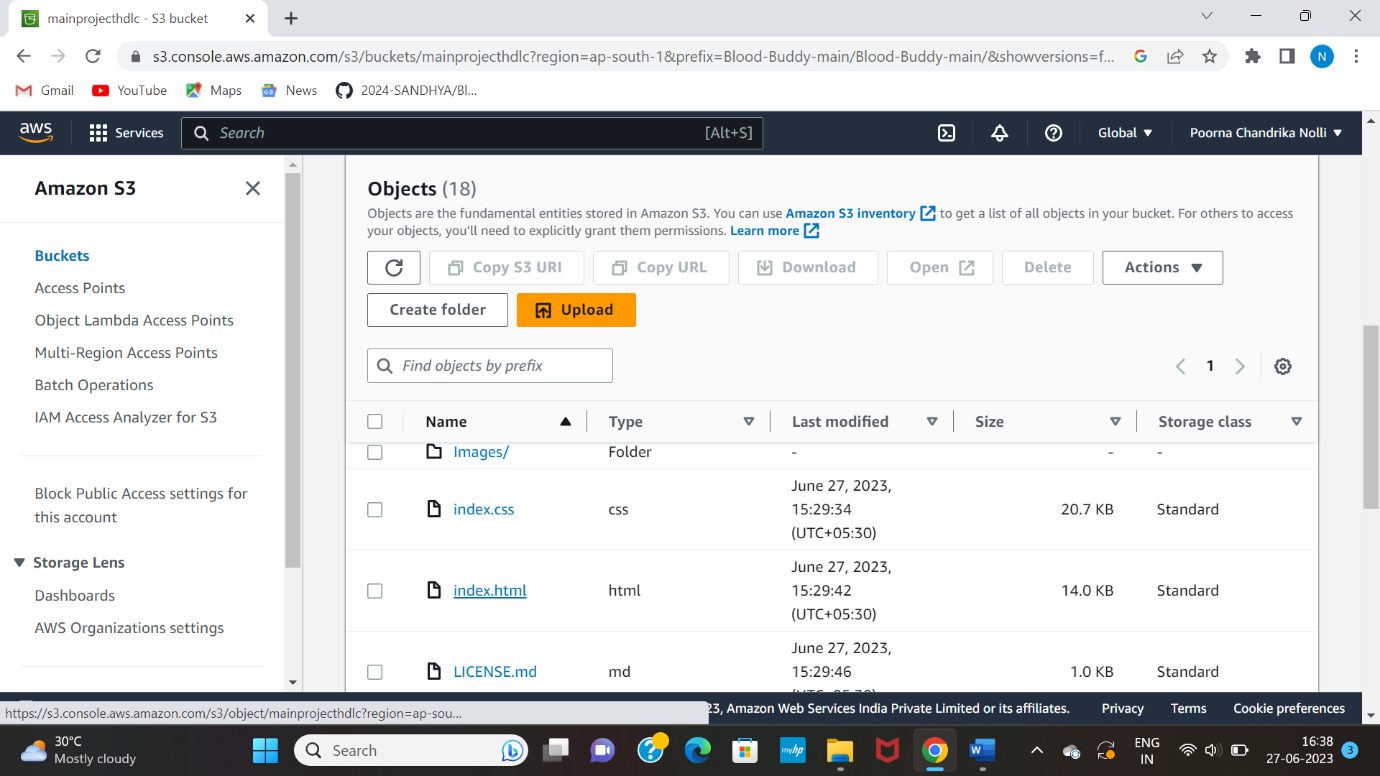 mainprojecthdlc - S3 bucket
s3.console.aws.amazon.com/s3/buckets/mainprojecthdlc?region=ap-south-1&prefix=Blood-Buddy-main/Blood-Buddy-main/&showversions=f...
N
Gmail
YouTube
Maps
News
2024-SANDHYA/Bl...
aws
Services
Search
[Alt+S]
Global
Poorna Chandrika Nolli
Amazon S3
Buckets
Access Points
Object Lambda Access Points
Multi-Region Access Points
Batch Operations
IAM Access Analyzer for S3
Block Public Access settings for
this account
Storage Lens
Dashboards
AWS Organizations settings
Objects (18)
Objects are the fundamental entities stored in Amazon S3. You can use Amazon S3 inventory to get a list of all objects in your bucket. For others to access
your objects, you'll need to explicitly grant them permissions. Learn more
Copy S3 URI
Copy URL
Download
Open
Delete
Actions
Create folder
Upload
Find objects by prefix
1
Name Type Last modified Size Storage class
Images/ Folder - - -
June 27, 2023,
index.css css 15:29:34 20.7 KB Standard
(UTC+05:30)
June 27, 2023,
index.html html 15:29:42 14.0 KB Standard
(UTC+05:30)
June 27, 2023,
LICENSE.md md 15:29:46 1.0 KB Standard
https://s3.console.aws.amazon.com/s3/object/mainprojecthdlc?region=ap-sou...
23, Amazon Web Services India Private Limited or its affiliates.
Privacy
Terms
Cookie preferences
30°C
Mostly cloudy
Search
myhp
ENG
IN
16:38
27-06-2023
3